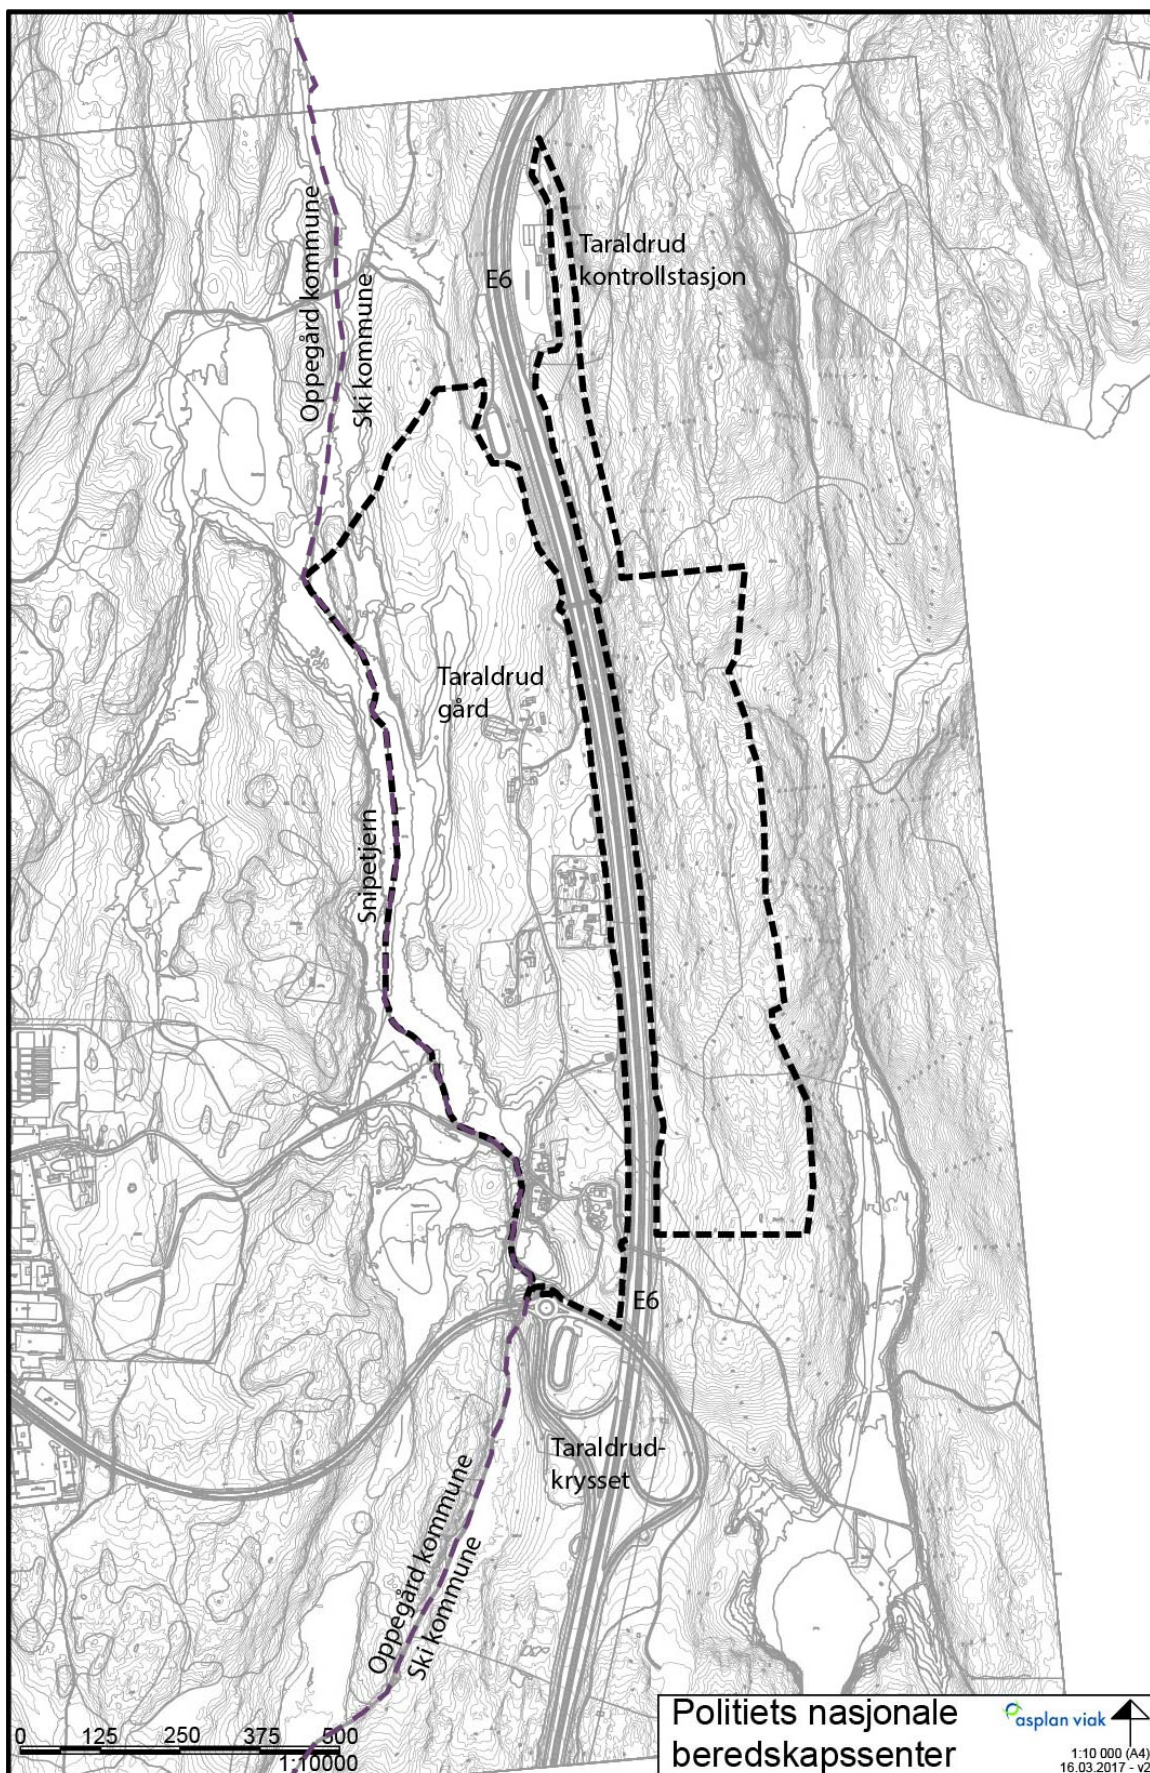 Oppegård kommune
Ski kommune
E6
Taraldrud
kontrollstasjon
Taraldrud
gård
Snipetjern
E6
Taraldrud-
krysset
Oppegård kommune
Ski kommune
0 125 250 375 500
1:10000
Politiets nasjonale
beredskapssenter
asplan viak
1:10 000 (A4)
16.03.2017 - v2